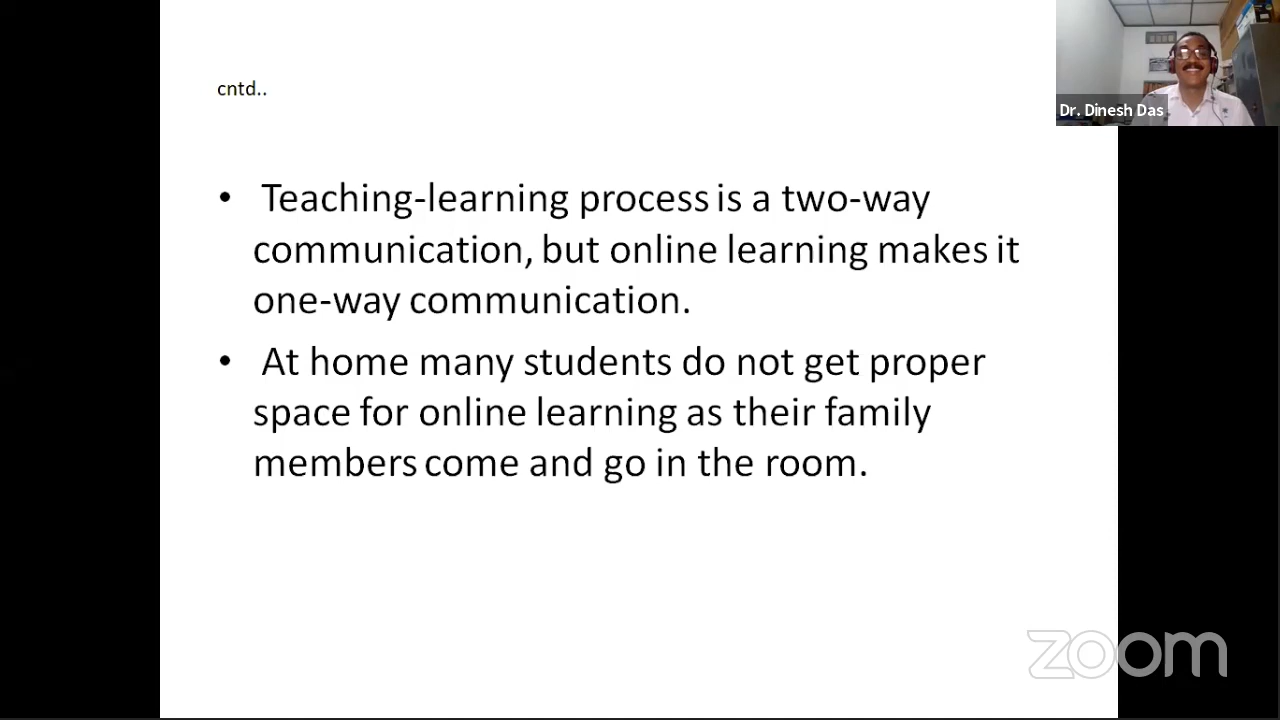 cntd..
Dr. Dinesh Das
• Teaching-learning process is a two-way
communication, but online learning makes it
one-way communication.
• At home many students do not get proper
space for online learning as their family
members come and go in the room.
zoom